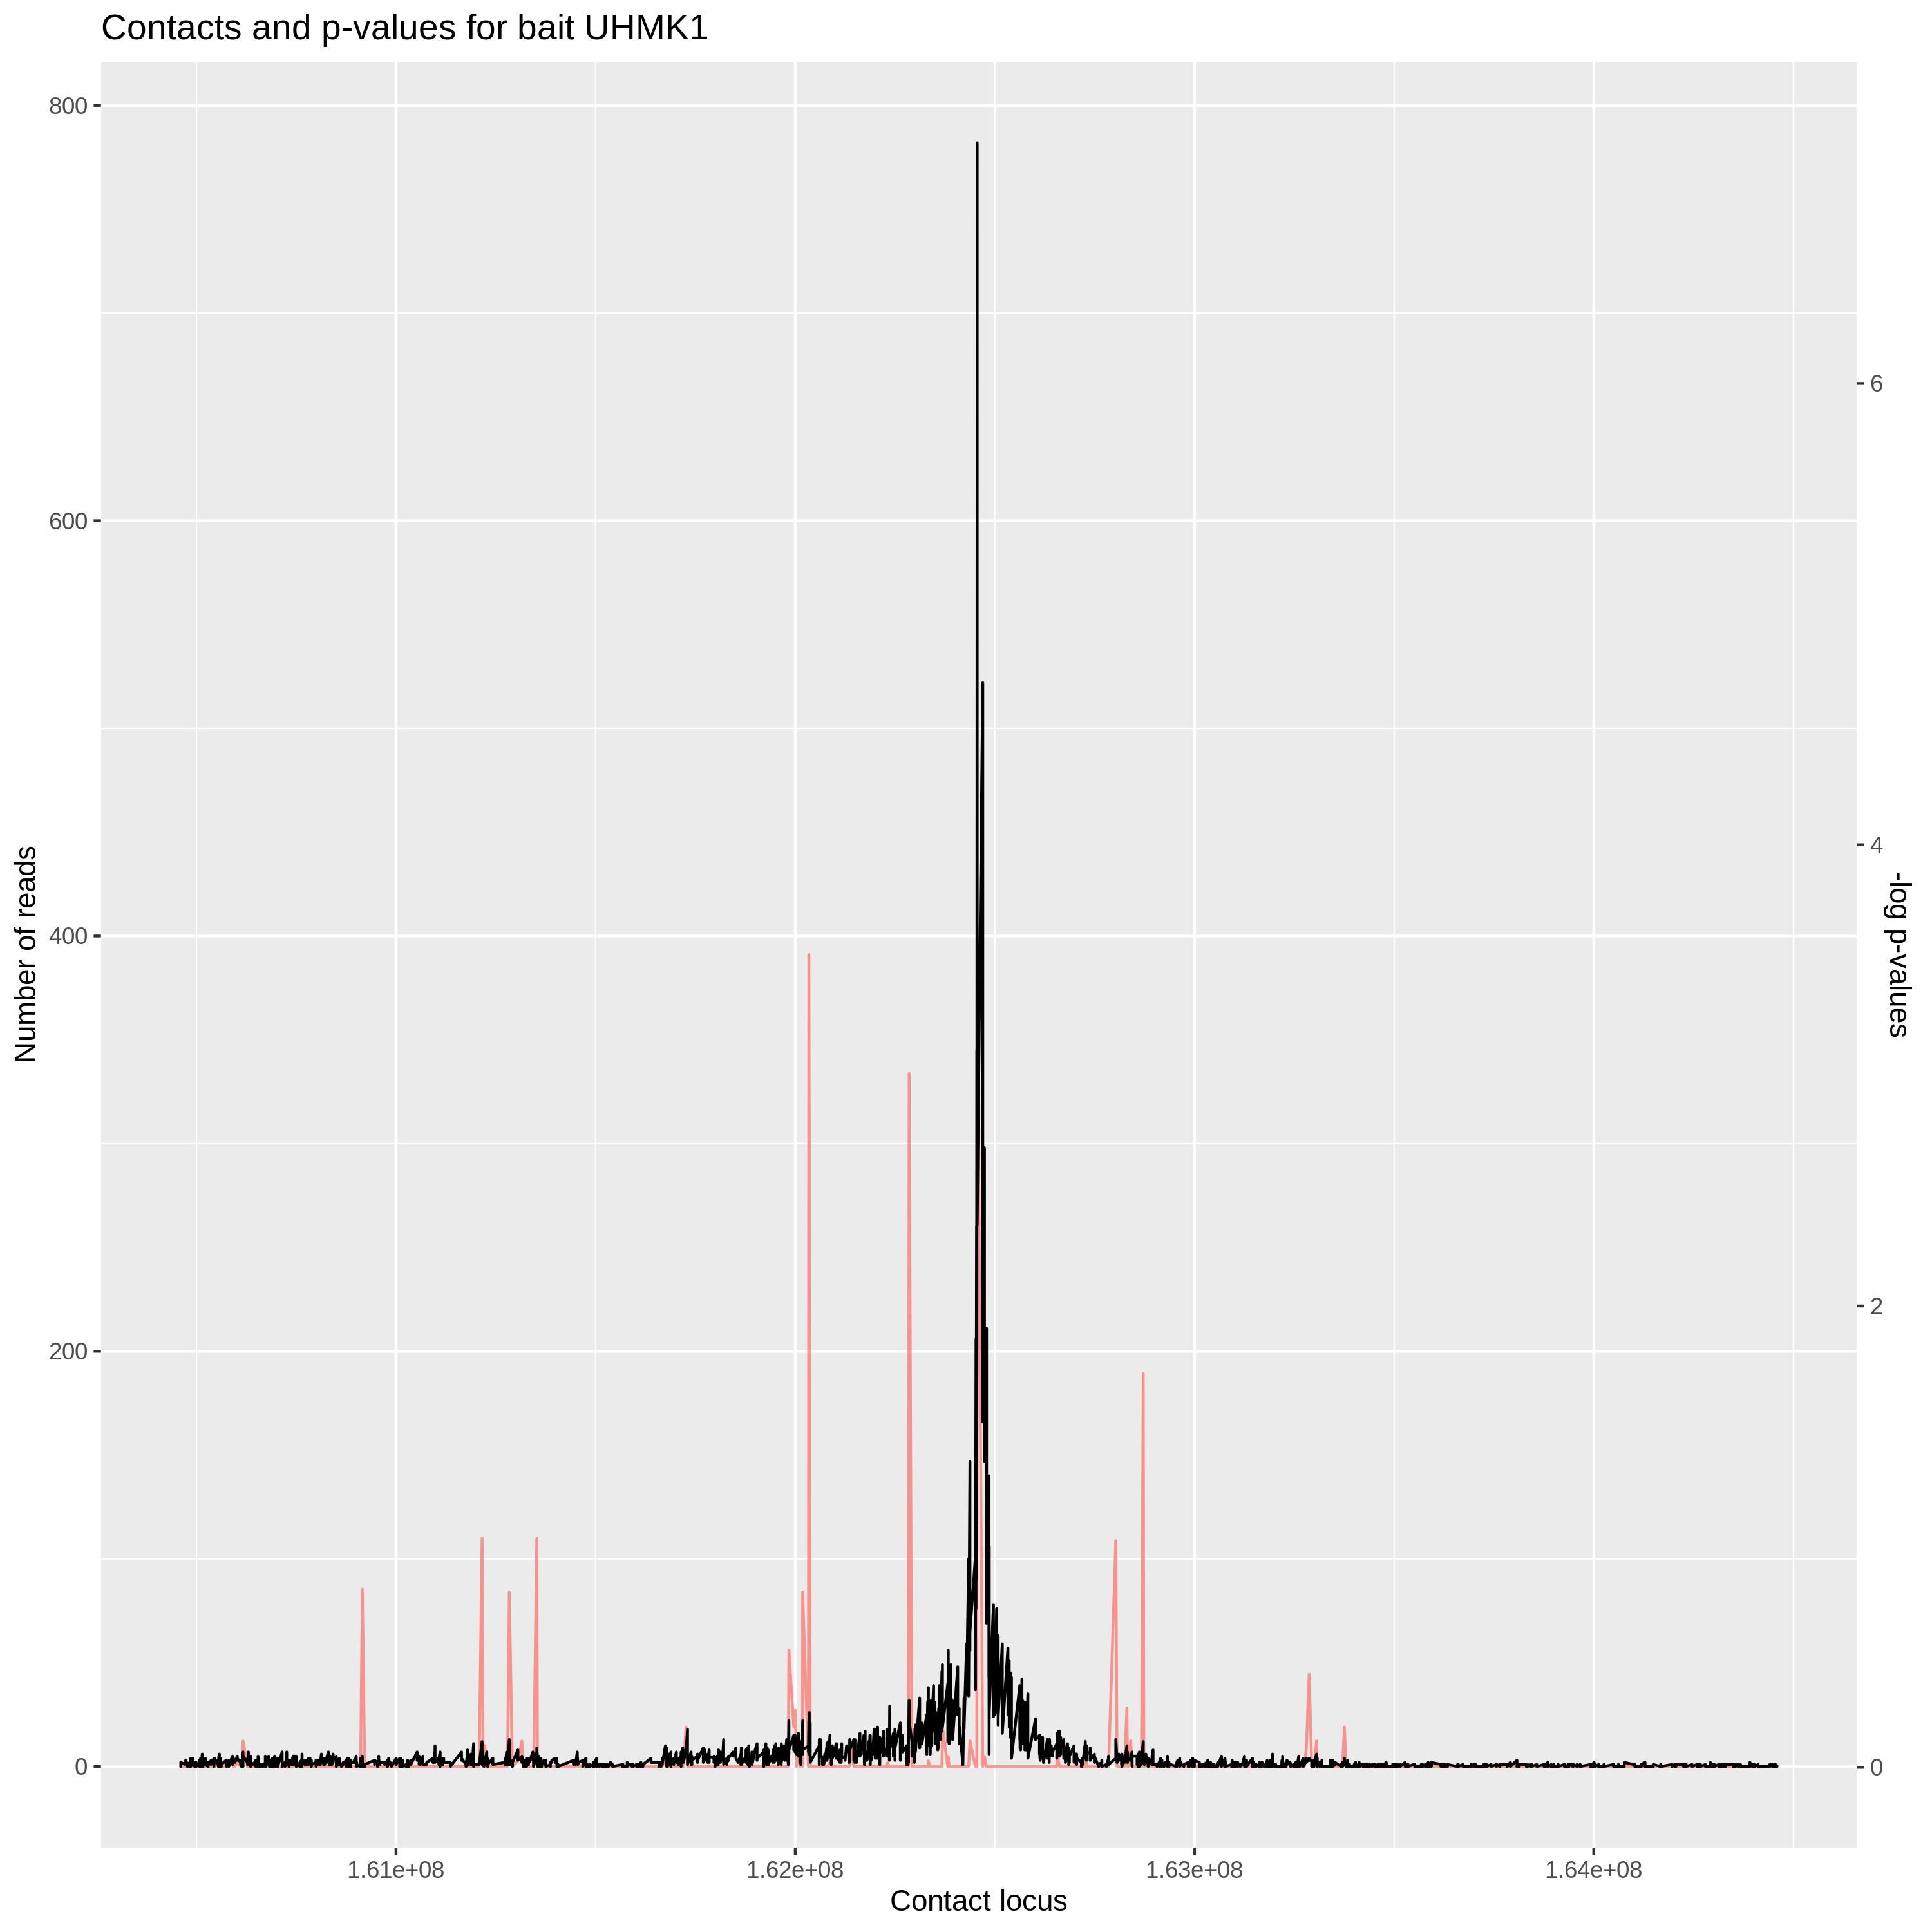 Contacts and p-values for bait UHMK1
800
600
400
200
0
Number of reads
6
4
2
0
-log p-values
1.61e+08
1.62e+08
1.63e+08
1.64e+08
Contact locus